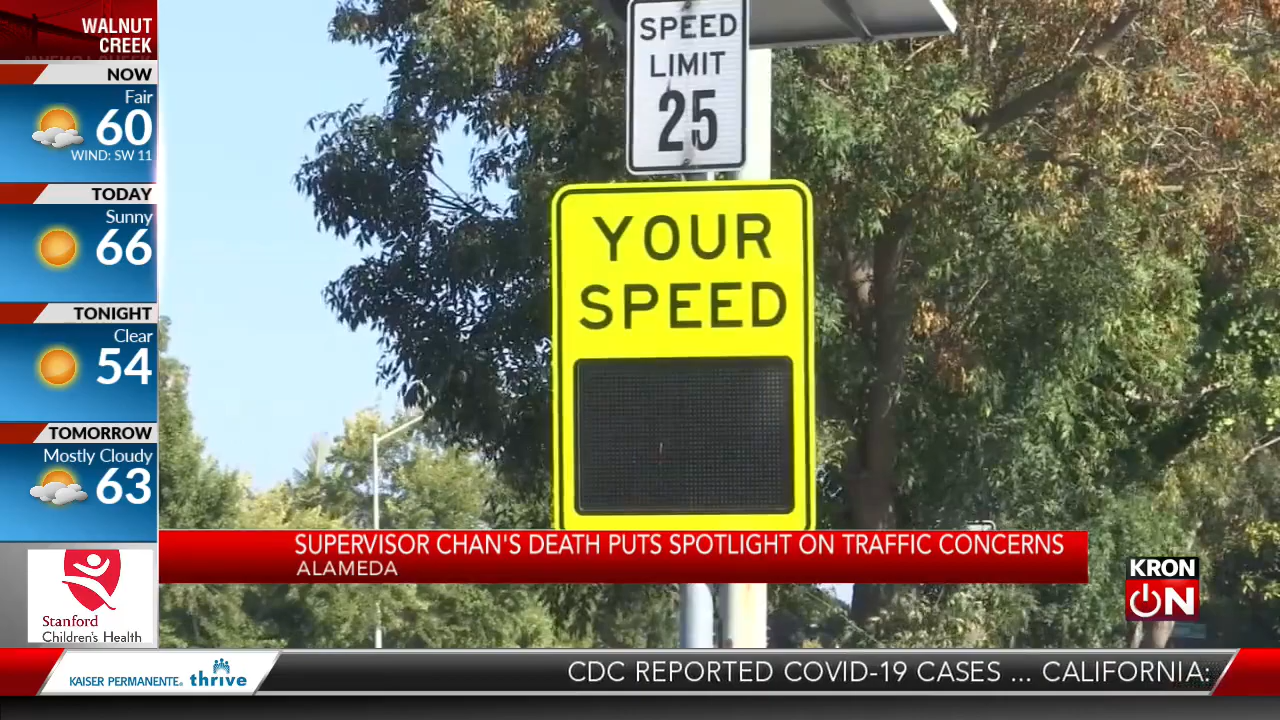 WALNUT
CREEK
NOW
Fair
60
WIND: SW 11
TODAY
Sunny
66
TONIGHT
Clear
54
TOMORROW
Mostly Cloudy
63
Stanford
Children's Health
SPEED
LIMIT
25
YOUR
SPEED
SUPERVISOR CHAN'S DEATH PUTS SPOTLIGHT ON TRAFFIC CONCERNS
ALAMEDA
KRON
ON
KAISER PERMANENTE® thrive
CDC REPORTED COVID-19 CASES ... CALIFORNIA: